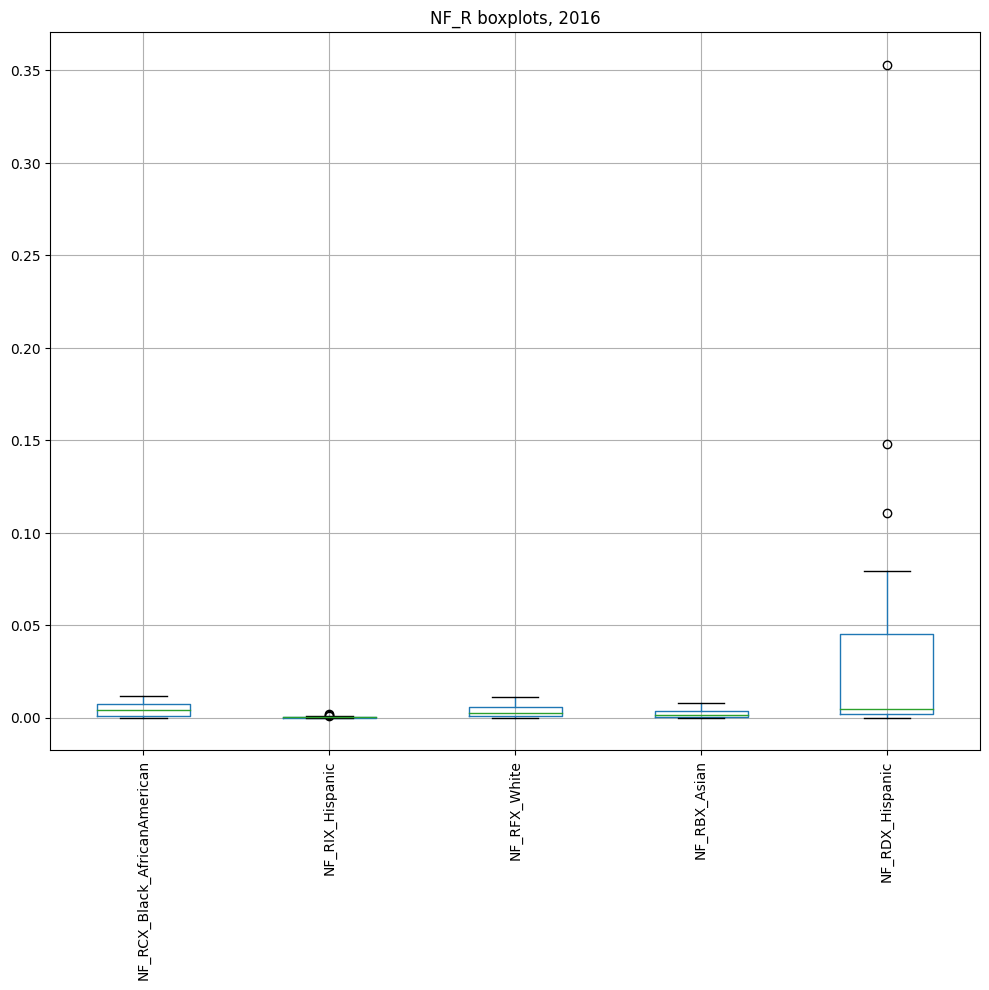 NF_R boxplots, 2016
0.35
0.30
0.25
0.20
0.15
0.10
0.05
0.00
NF_RCX_Black_AfricanAmerican
NF_RIX_Hispanic
NF_RFX_White
NF_RBX_Asian
NF_RDX_Hispanic